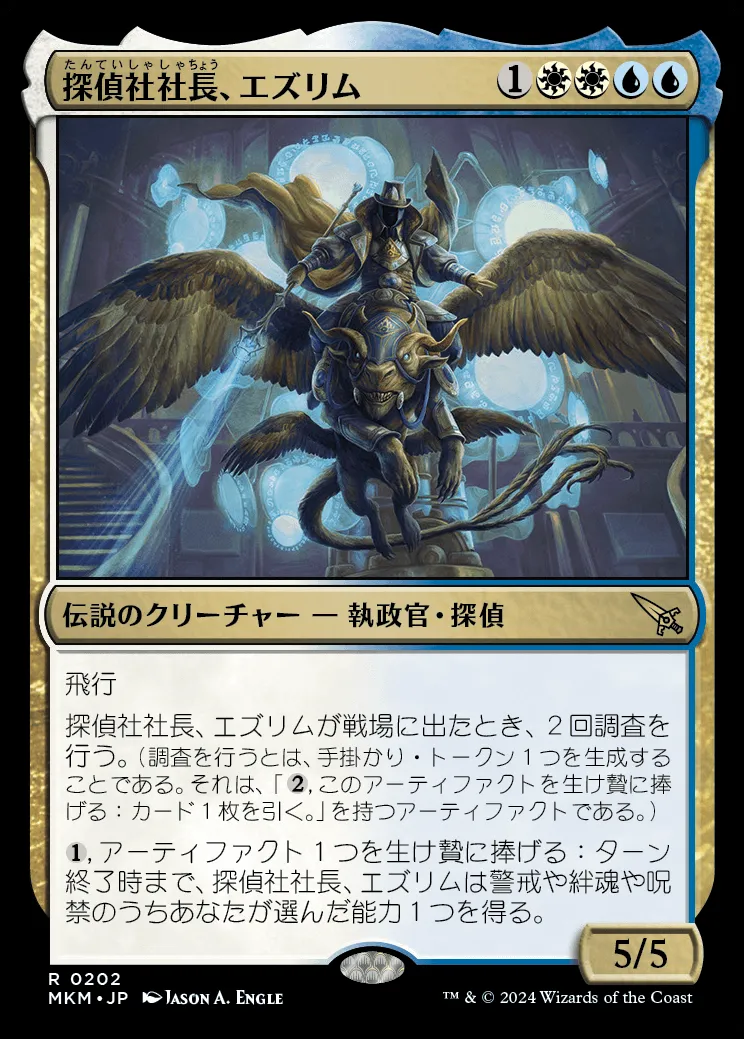 たんていしゃしゃちょう
探偵社社長、エズリム 1
伝説のクリーチャー — 執政官・探偵
飛行
探偵社社長、エズリムが戦場に出たとき、2回調査を
行う。（調査を行うとは、手掛かり・トークン1つを生成する
ことである。それは、「2, このアーティファクトを生け贄に捧
げる：カード1枚を引く。」を持つアーティファクトである。）
1, アーティファクト1つを生け贄に捧げる：ターン
終了時まで、探偵社社長、エズリムは警戒や絆魂や呪
禁のうちあなたが選んだ能力1つを得る。
5/5
R 0202
MKM • JP Jason A. Engle
™ & © 2024 Wizards of the Coast